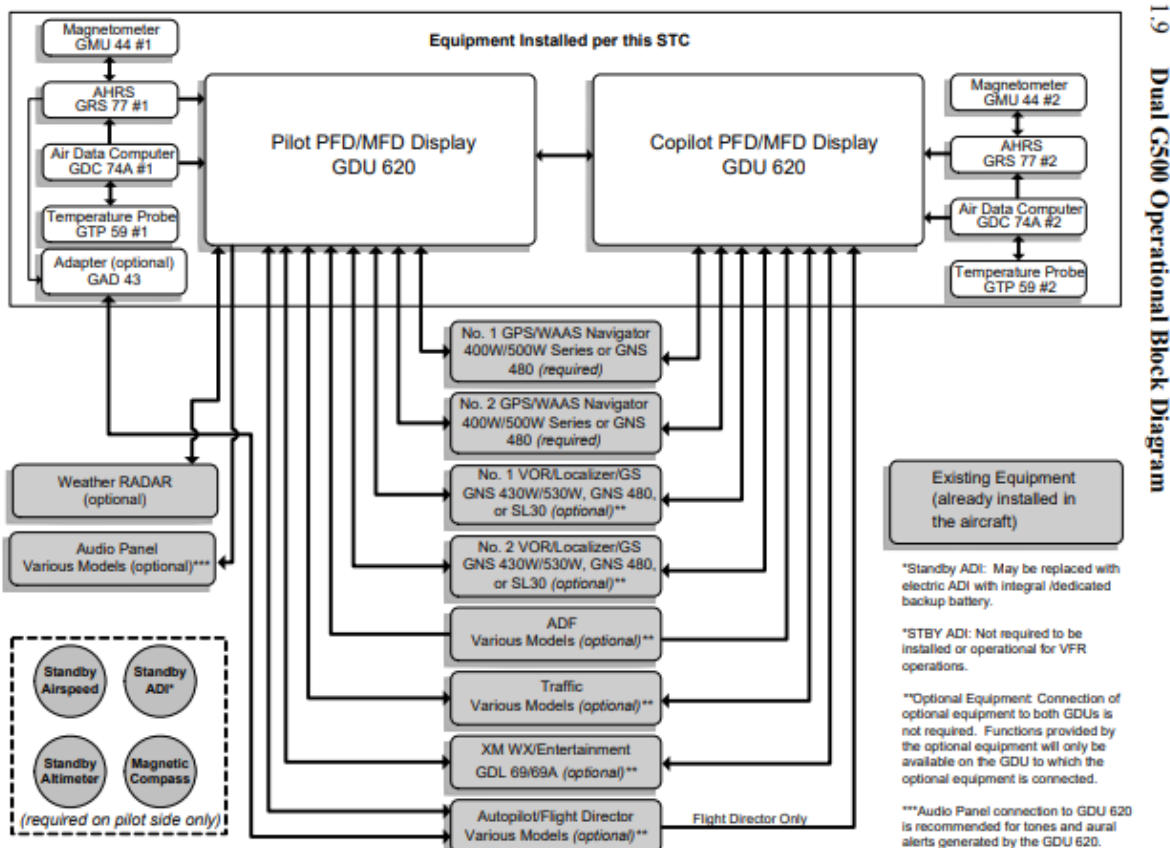 1.9 Dual G500 Operational Block Diagram
Equipment Installed per this STC
Magnetometer
GMU 44 #1
AHRS
GRS 77 #1
Air Data Computer
GDC 74A #1
Temperature Probe
GTP 59 #1
Adapter (optional)
GAD 43
Pilot PFD/MFD Display
GDU 620
Copilot PFD/MFD Display
GDU 620
Magnetometer
GMU 44 #2
AHRS
GRS 77 #2
Air Data Computer
GDC 74A #2
Temperature Probe
GTP 59 #2
No. 1 GPS/WAAS Navigator
400W/500W Series or GNS
480 (required)
No. 2 GPS/WAAS Navigator
400W/500W Series or GNS
480 (required)
No. 1 VOR/Localizer/GS
GNS 430W/530W, GNS 480,
or SL30 (optional)**
No. 2 VOR/Localizer/GS
GNS 430W/530W, GNS 480,
or SL30 (optional)**
ADF
Various Models (optional)**
Traffic
Various Models (optional)**
XM WX/Entertainment
GDL 69/69A (optional)**
Autopilot/Flight Director
Various Models (optional)**
Flight Director Only
Weather RADAR
(optional)
Audio Panel
Various Models (optional)***
Standby
Airspeed
Standby
ADI*
Standby
Altimeter
Magnetic
Compass
(required on pilot side only)
Existing Equipment
(already installed in
the aircraft)
*Standby ADI: May be replaced with
electric ADI with integral /dedicated
backup battery.
*STBY ADI: Not required to be
installed or operational for VFR
operations.
**Optional Equipment: Connection of
optional equipment to both GDUs is
not required. Functions provided by
the optional equipment will only be
available on the GDU to which the
optional equipment is connected.
***Audio Panel connection to GDU 620
is recommended for tones and aural
alerts generated by the GDU 620.